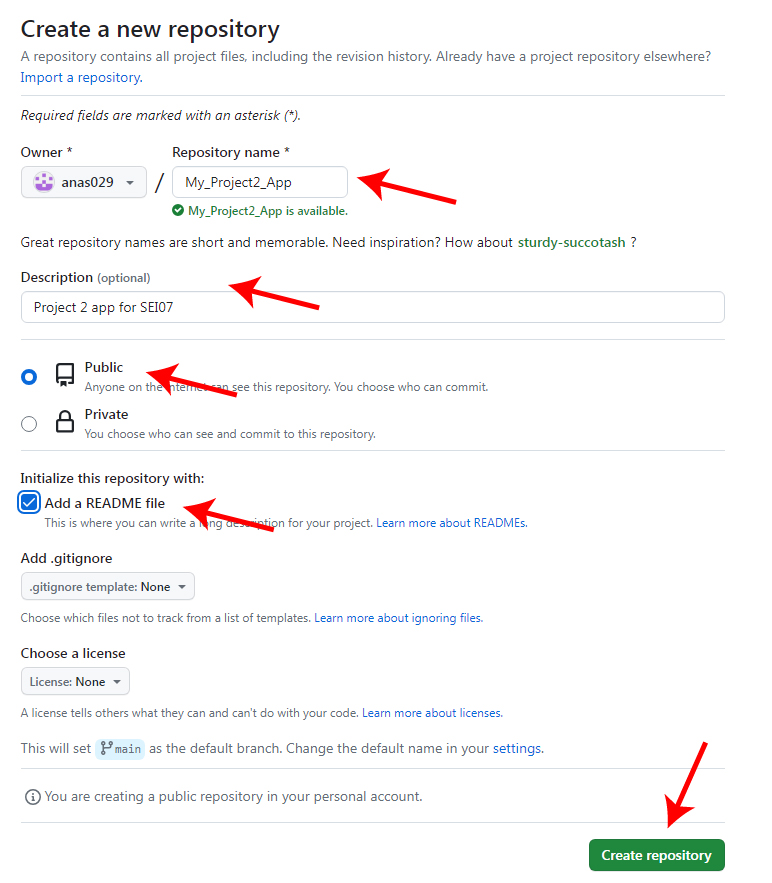 Create a new repository
A repository contains all project files, including the revision history. Already have a project repository elsewhere?
Import a repository.
Required fields are marked with an asterisk (*).
Owner * Repository name *
anas029 / My_Project2_App
My_Project2_App is available.
Great repository names are short and memorable. Need inspiration? How about sturdy-succotash ?
Description (optional)
Project 2 app for SEI07
Public
Anyone on the internet can see this repository. You choose who can commit.
Private
You choose who can see and commit to this repository.
Initialize this repository with:
Add a README file
This is where you can write a long description for your project. Learn more about READMEs.
Add .gitignore
.gitignore template: None
Choose which files not to track from a list of templates. Learn more about ignoring files.
Choose a license
License: None
A license tells others what they can and can't do with your code. Learn more about licenses.
This will set main as the default branch. Change the default name in your settings.
You are creating a public repository in your personal account.
Create repository